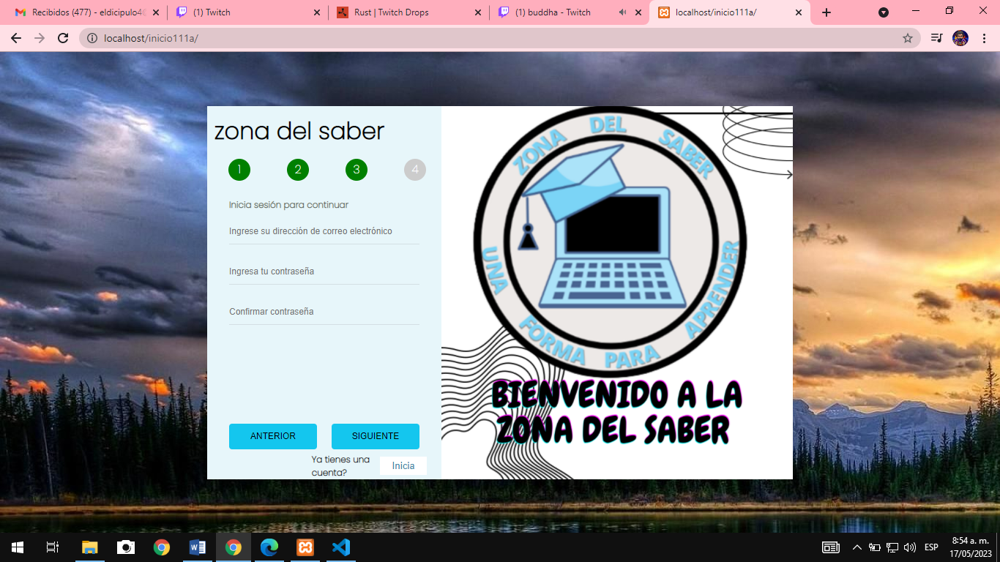 Recibidos (477) - eldicipulo46
(1) Twitch
Rust | Twitch Drops
(1) buddha - Twitch
localhost/inicio111a/
localhost/inicio111a/
zona del saber
1 2 3 4
Inicia sesión para continuar
Ingrese su dirección de correo electrónico
Ingresa tu contraseña
Confirmar contraseña
ANTERIOR SIGUIENTE
Ya tienes una
cuenta?
Inicia
ZONA DEL SABER
UNA FORMA PARA APRENDER
BIENVENIDO A LA
ZONA DEL SABER
ESP
8:54 a. m.
17/05/2023